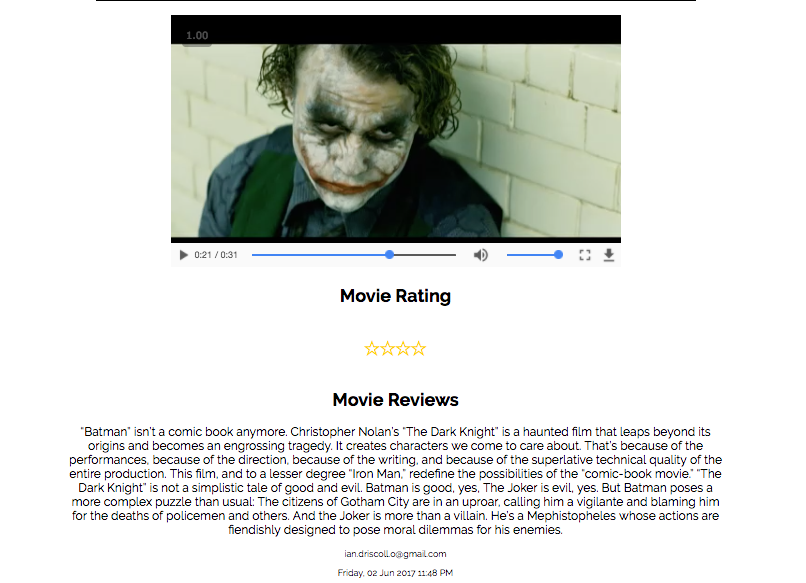 1.00
0:21 / 0:31
Movie Rating
Movie Reviews
"Batman" isn't a comic book anymore. Christopher Nolan's "The Dark Knight" is a haunted film that leaps beyond its
origins and becomes an engrossing tragedy. It creates characters we come to care about. That's because of the
performances, because of the direction, because of the writing, and because of the superlative technical quality of the
entire production. This film, and to a lesser degree "Iron Man," redefine the possibilities of the "comic-book movie." "The
Dark Knight" is not a simplistic tale of good and evil. Batman is good, yes, The Joker is evil, yes. But Batman poses a
more complex puzzle than usual: The citizens of Gotham City are in an uproar, calling him a vigilante and blaming him
for the deaths of policemen and others. And the Joker is more than a villain. He's a Mephistopheles whose actions are
fiendishly designed to pose moral dilemmas for his enemies.
ian.driscoll.o@gmail.com
Friday, 02 Jun 2017 11:48 PM